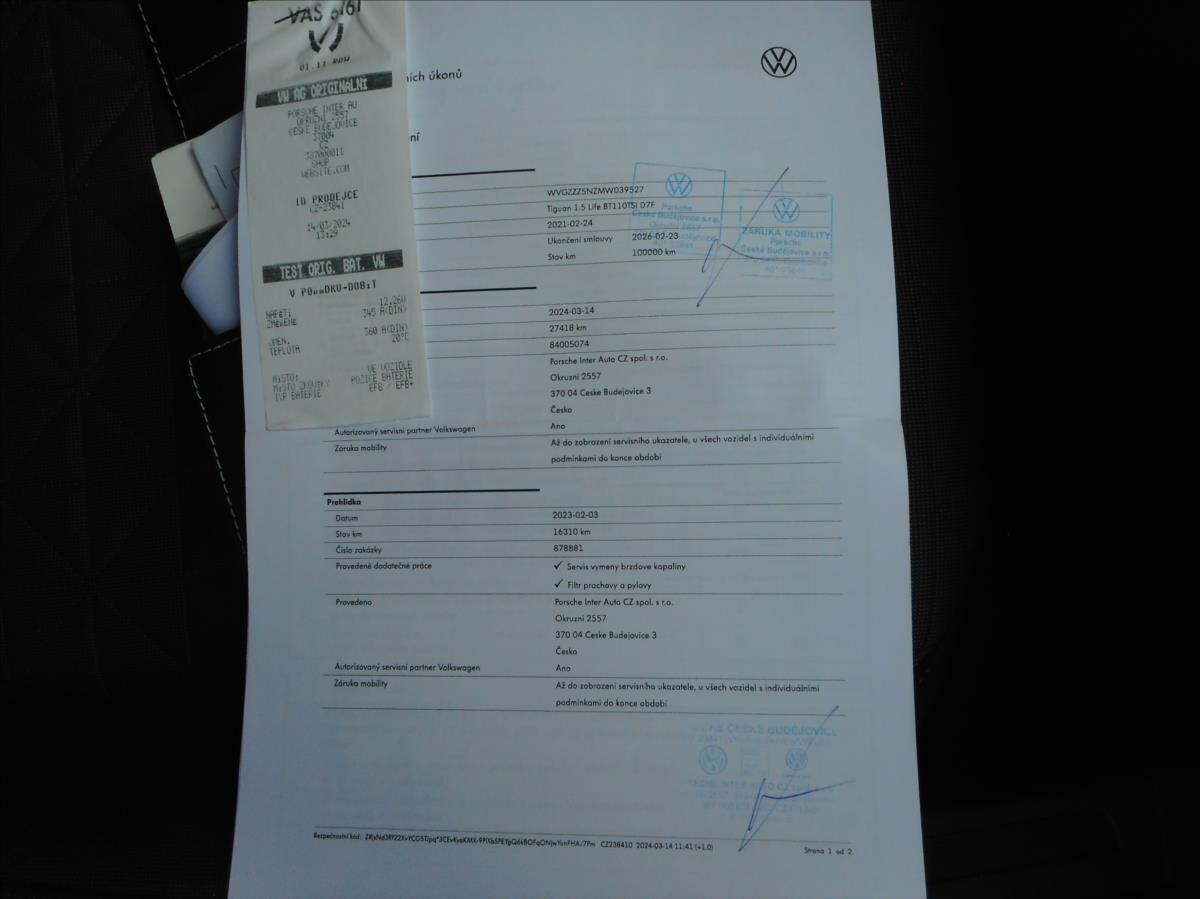 VAS 6161
VW AG ORIGINALNI
PORSCHE INTER AU
OKRUZNI 2557
CESKE BUDEJOVICE
37004
CZ
387000011
SHOP
WEBSITE.COM
ID PRODEJCE
CZ-23841
14/03/2024
TEST ORIG. BAT. VW
12.26V
345 A(DIN)
360 A(DIN)
TEPLOTA 20°C
VE VOZIDLE
POZICE BATERIE
TYP BATERIE EFB / EFB+
ních úkonů
ní
WVGZZZ5NZMW039527
Tiguan 1.5 Life BT110TSI D7F
2021-02-24
Ukončení smlouvy 2026-02-23
Stav km 100000 km
Porsche
České Budějovice s.r.o.
Okružní 2557
ZÁRUKA MOBILITY
Porsche
České Budějovice s.r.o.
2024-03-14
27418 km
84005074
Porsche Inter Auto CZ spol. s r.o.
Okruzni 2557
370 04 Ceske Budejovice 3
Česko
Autorizovaný servisní partner Volkswagen Ano
Záruka mobility Až do zobrazení servisního ukazatele, u všech vozidel s individuálními
podmínkami do konce období
Prohlídka
Datum 2023-02-03
Stav km 16310 km
Číslo zakázky 878881
Provedené dodatečné práce ✓ Servis vymeny brzdove kapaliny
✓ Filtr prachovy a pylovy
Provedeno Porsche Inter Auto CZ spol. s r.o.
Okruzni 2557
370 04 Ceske Budejovice 3
Česko
Autorizovaný servisní partner Volkswagen Ano
Záruka mobility Až do zobrazení servisního ukazatele, u všech vozidel s individuálními
podmínkami do konce období
Bezpečnostní kód: CZ238410 2024-03-14 11:41 (+1.0)
Strana 1 od 2